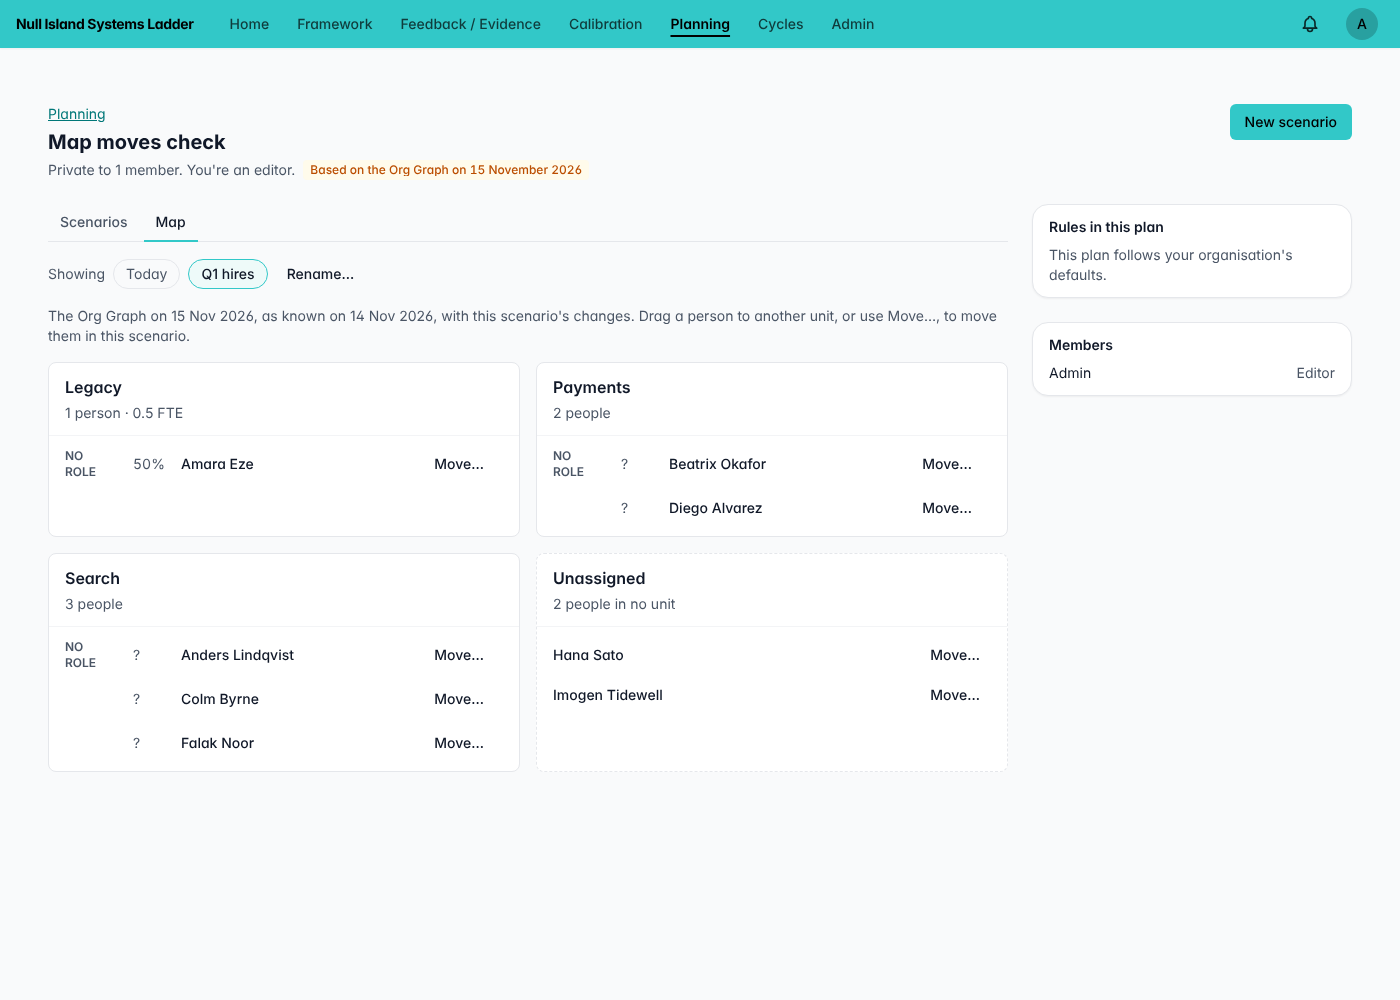 Null Island Systems Ladder
Home
Framework
Feedback / Evidence
Calibration
Planning
Cycles
Admin
A
Planning
Map moves check
Private to 1 member. You're an editor.
Based on the Org Graph on 15 November 2026
New scenario
Scenarios
Map
Showing
Today
Q1 hires
Rename...
The Org Graph on 15 Nov 2026, as known on 14 Nov 2026, with this scenario's changes. Drag a person to another unit, or use Move..., to move
them in this scenario.
Legacy
1 person · 0.5 FTE
NO
ROLE
50%
Amara Eze
Move...
Payments
2 people
NO
ROLE
?
Beatrix Okafor
Move...
?
Diego Alvarez
Move...
Search
3 people
NO
ROLE
?
Anders Lindqvist
Move...
?
Colm Byrne
Move...
?
Falak Noor
Move...
Unassigned
2 people in no unit
Hana Sato
Move...
Imogen Tidewell
Move...
Rules in this plan
This plan follows your organisation's
defaults.
Members
Admin
Editor